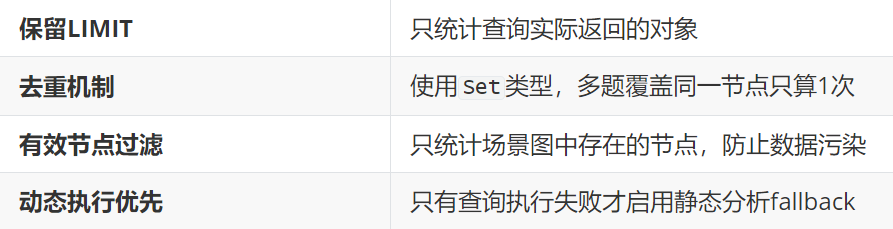 保留LIMIT 只统计查询实际返回的对象
去重机制 使用Set类型，多题覆盖同一节点只算1次
有效节点过滤 只统计场景图中存在的节点，防止数据污染
动态执行优先 只有查询执行失败才启用静态分析fallback